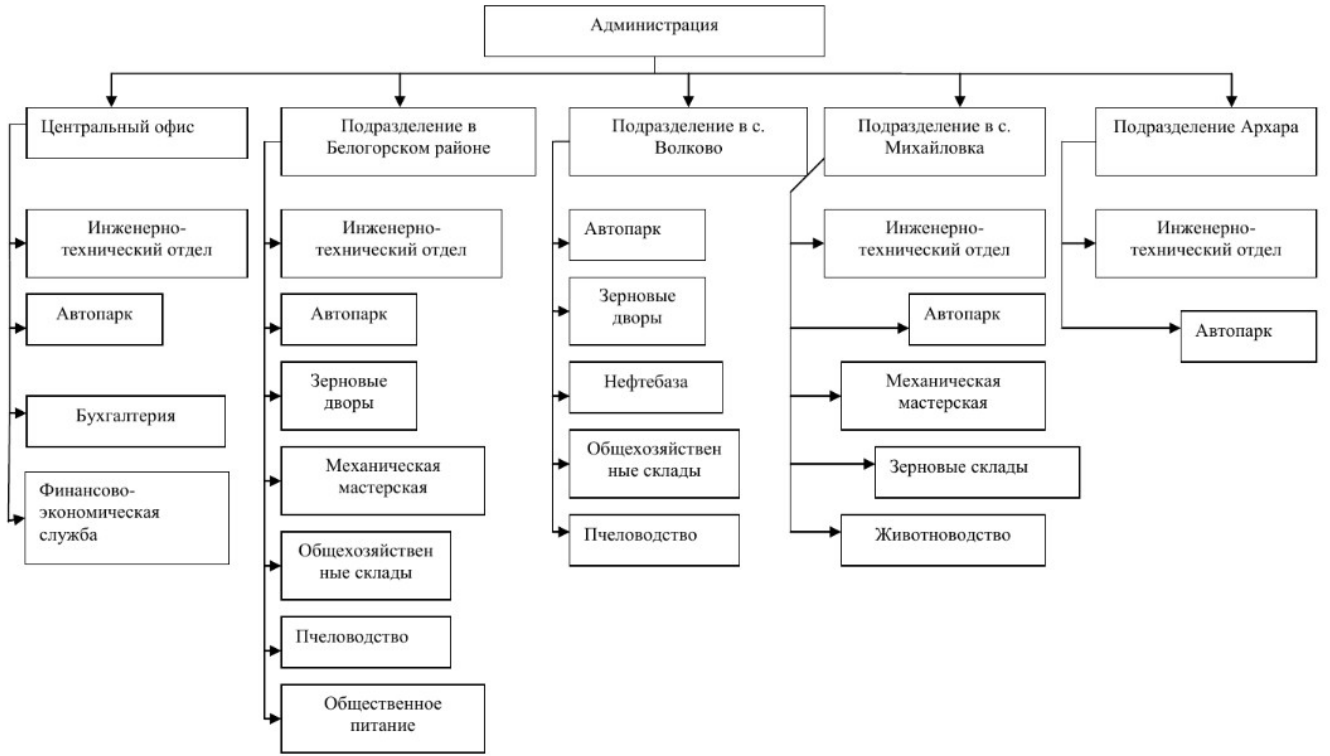 Администрация
Центральный офис
Инженерно-
технический отдел
Автопарк
Бухгалтерия
Финансово-
экономическая
служба
Подразделение в
Белогорском районе
Инженерно-
технический отдел
Автопарк
Зерновые
дворы
Механическая
мастерская
Общехозяйствен
ные склады
Пчеловодство
Общественное
питание
Подразделение в с.
Волково
Автопарк
Зерновые
дворы
Нефтебаза
Общехозяйствен
ные склады
Пчеловодство
Подразделение в с.
Михайловка
Инженерно-
технический отдел
Автопарк
Механическая
мастерская
Зерновые склады
Животноводство
Подразделение Архара
Инженерно-
технический отдел
Автопарк